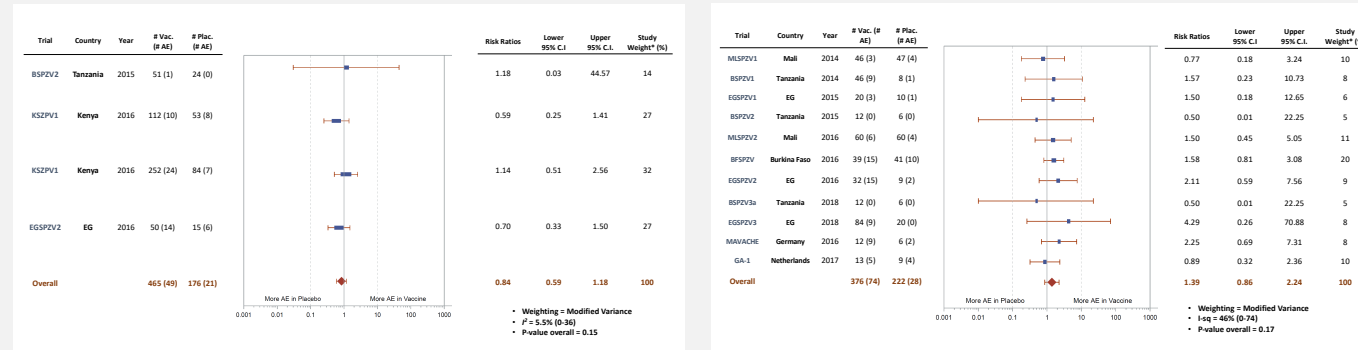 Trial Country Year # Vac. (# AE) # Plac. (# AE) Risk Ratios Lower 95% C.I Upper 95% C.I. Study Weight* (%)
BSPZV2 Tanzania 2015 51 (1) 24 (0) 1.18 0.03 44.57 14
KSZPV1 Kenya 2016 112 (10) 53 (8) 0.59 0.25 1.41 27
KSZPV1 Kenya 2016 252 (24) 84 (7) 1.14 0.51 2.56 32
EGSPZV2 EG 2016 50 (14) 15 (6) 0.70 0.33 1.50 27
Overall 465 (49) 176 (21) 0.84 0.59 1.18 100
More AE in Placebo More AE in Vaccine
0.001 0.01 0.1 1 10 100 1000
• Weighting = Modified Variance
• I² = 5.5% (0-36)
• P-value overall = 0.15
Trial Country Year # Vac. (# AE) # Plac. (# AE) Risk Ratios Lower 95% C.I Upper 95% C.I. Study Weight* (%
MLSPZV1 Mali 2014 46 (3) 47 (4) 0.77 0.18 3.24 10
BSPZV1 Tanzania 2014 46 (9) 8 (1) 1.57 0.23 10.73 8
EGSPZV1 EG 2015 20 (3) 10 (1) 1.50 0.18 12.65 6
BSPZV2 Tanzania 2015 12 (0) 6 (0) 0.50 0.01 22.25 5
MLSPZV2 Mali 2016 60 (6) 60 (4) 1.50 0.45 5.05 11
BFSPZV Burkina Faso 2016 39 (15) 41 (10) 1.58 0.81 3.08 20
EGSPZV2 EG 2016 32 (15) 9 (2) 2.11 0.59 7.56 9
BSPZV3a Tanzania 2018 12 (0) 6 (0) 0.50 0.01 22.25 5
EGSPZV3 EG 2018 84 (9) 20 (0) 4.29 0.26 70.88 8
MAVACHE Germany 2016 12 (9) 6 (2) 2.25 0.69 7.31 8
GA-1 Netherlands 2017 13 (5) 9 (4) 0.89 0.32 2.36 10
Overall 376 (74) 222 (28) 1.39 0.86 2.24 100
More AE in Placebo More AE in Vaccine
0.001 0.01 0.1 1 10 100 1000
• Weighting = Modified Variance
• I-sq = 46% (0-74)
• P-value overall = 0.17